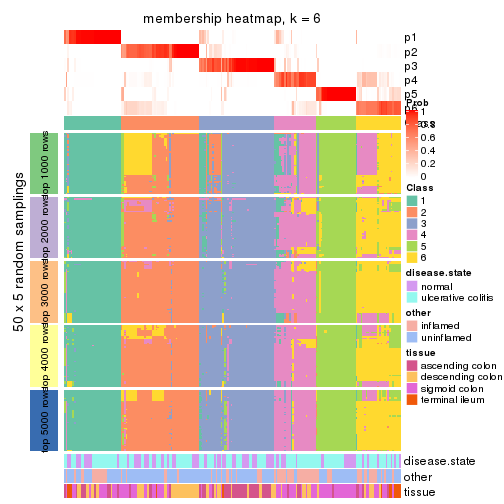 membership heatmap, k = 6
p1
p2
p3
p4
p5
p6
Prob
1
0.8
0.6
0.4
0.2
0
Class
1
2
3
4
5
6
disease.state
normal
ulcerative colitis
other
inflamed
uninflamed
tissue
ascending colon
descending colon
sigmoid colon
terminal ileum
50 x 5 random samplings
top 1000 rows
top 2000 rows
top 3000 rows
top 4000 rows
top 5000 rows
disease.state
other
tissue